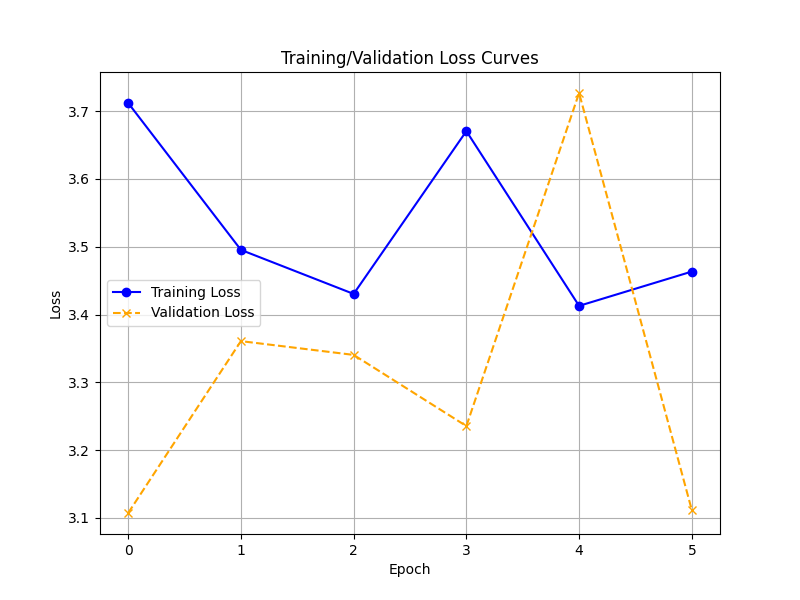 Training/Validation Loss Curves
Loss
3.7
3.6
3.5
3.4
3.3
3.2
3.1
Training Loss
Validation Loss
0 1 2 3 4 5
Epoch